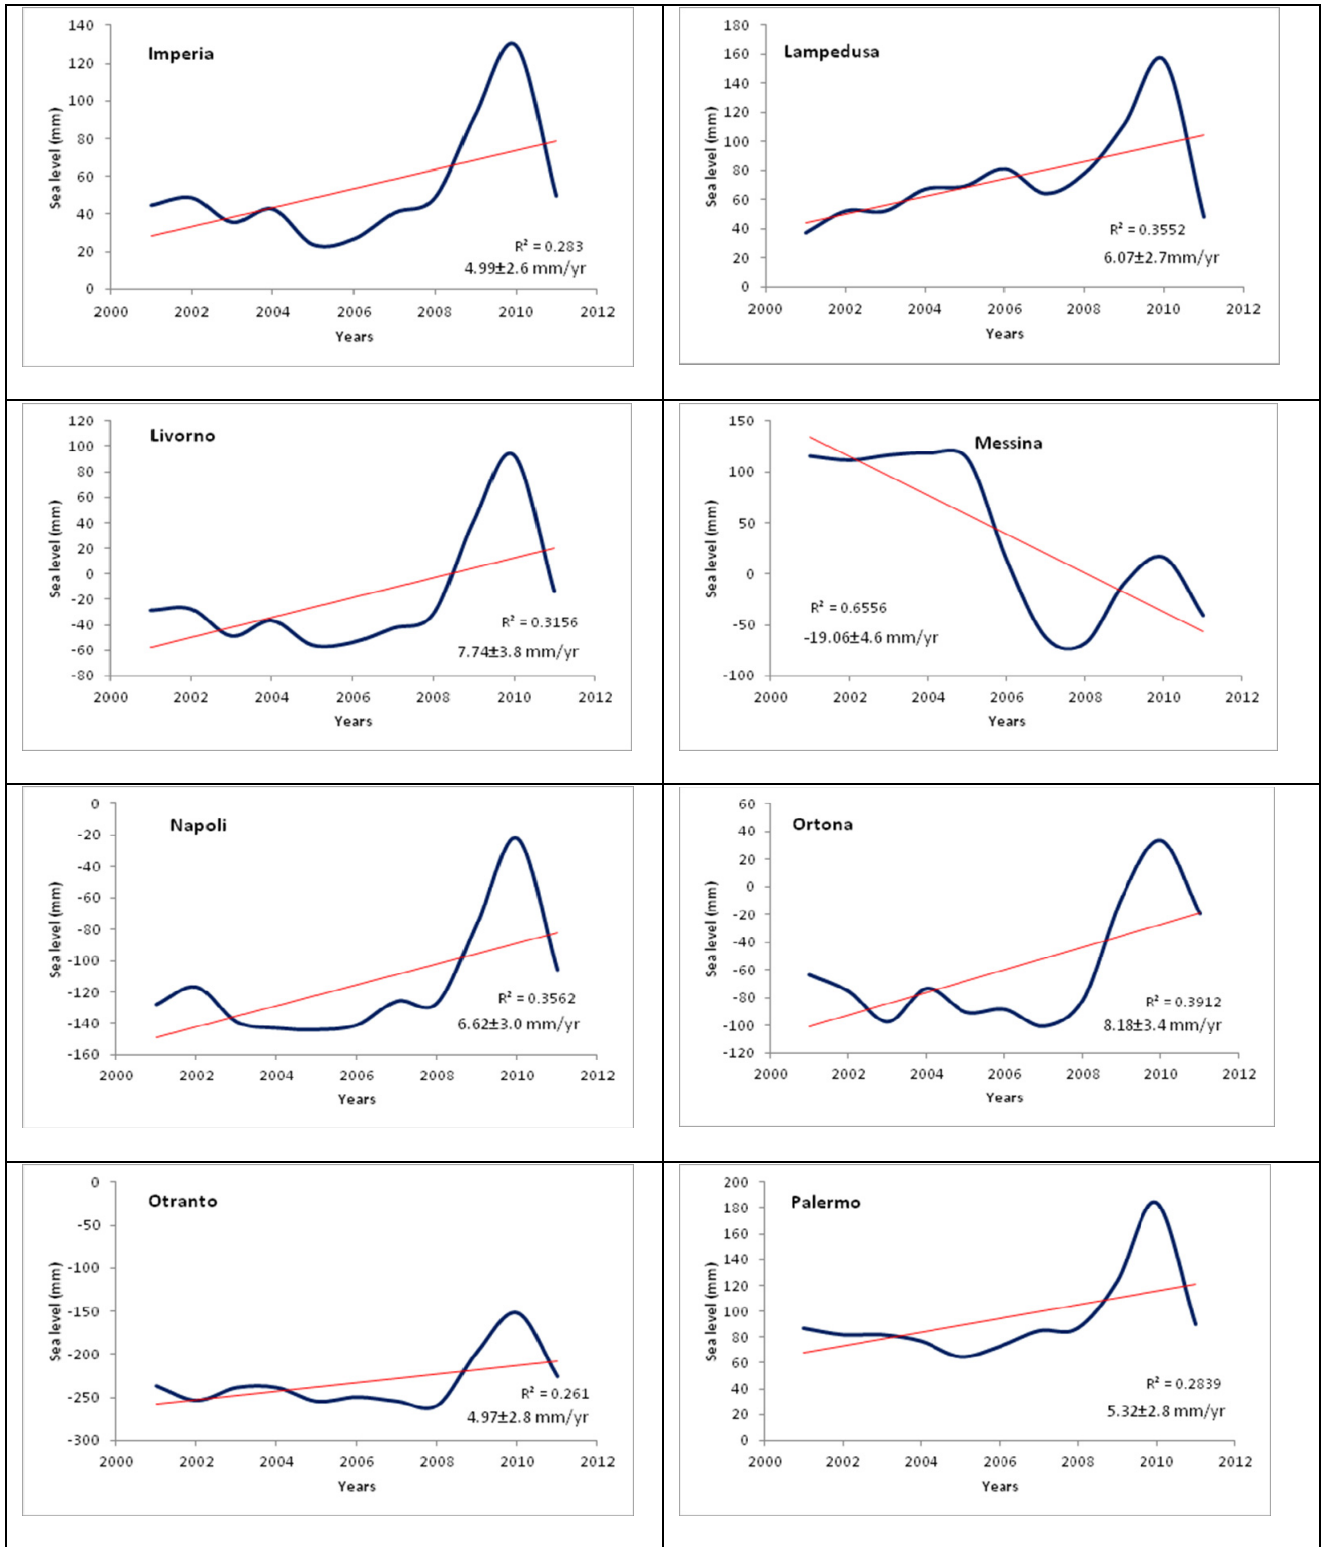 Imperia
140
120
100
80
60
40
20
0
Sea level (mm)
R² = 0.283
4.99±2.6 mm/yr
2000 2002 2004 2006 2008 2010 2012
Years
Lampedusa
180
160
140
120
100
80
60
40
20
0
Sea level (mm)
R² = 0.3552
6.07±2.7mm/yr
2000 2002 2004 2006 2008 2010 2012
Years
Livorno
120
100
80
60
40
20
0
-20
-40
-60
-80
Sea level (mm)
R² = 0.3156
7.74±3.8 mm/yr
2000 2002 2004 2006 2008 2010 2012
Years
Messina
150
100
50
0
-50
-100
Sea level (mm)
R² = 0.6556
-19.06±4.6 mm/yr
2000 2002 2004 2006 2008 2010 2012
Years
Napoli
0
-20
-40
-60
-80
-100
-120
-140
-160
Sea level (mm)
R² = 0.3562
6.62±3.0 mm/yr
2000 2002 2004 2006 2008 2010 2012
Years
Ortona
60
40
20
0
-20
-40
-60
-80
-100
-120
Sea level (mm)
R² = 0.3912
8.18±3.4 mm/yr
2000 2002 2004 2006 2008 2010 2012
Years
Otranto
0
-50
-100
-150
-200
-250
-300
Sea level (mm)
R² = 0.261
4.97±2.8 mm/yr
2000 2002 2004 2006 2008 2010 2012
Years
Palermo
200
180
160
140
120
100
80
60
40
20
0
Sea level (mm)
R² = 0.2839
5.32±2.8 mm/yr
2000 2002 2004 2006 2008 2010 2012
Years